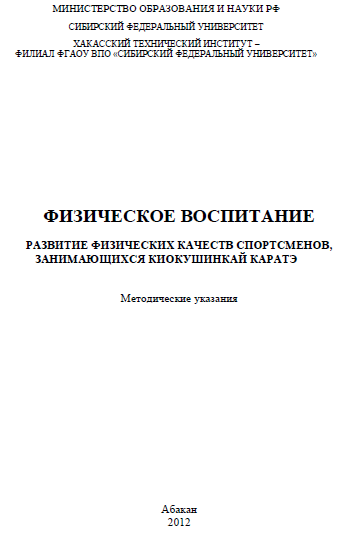 МИНИСТЕРСТВО ОБРАЗОВАНИЯ И НАУКИ РФ
СИБИРСКИЙ ФЕДЕРАЛЬНЫЙ УНИВЕРСИТЕТ
ХАКАССКИЙ ТЕХНИЧЕСКИЙ ИНСТИТУТ –
ФИЛИАЛ ФГАОУ ВПО «СИБИРСКИЙ ФЕДЕРАЛЬНЫЙ УНИВЕРСИТЕТ»
ФИЗИЧЕСКОЕ ВОСПИТАНИЕ
РАЗВИТИЕ ФИЗИЧЕСКИХ КАЧЕСТВ СПОРТСМЕНОВ,
ЗАНИМАЮЩИХСЯ КИОКУШИНКАЙ КАРАТЭ
Методические указания
Абакан
2012